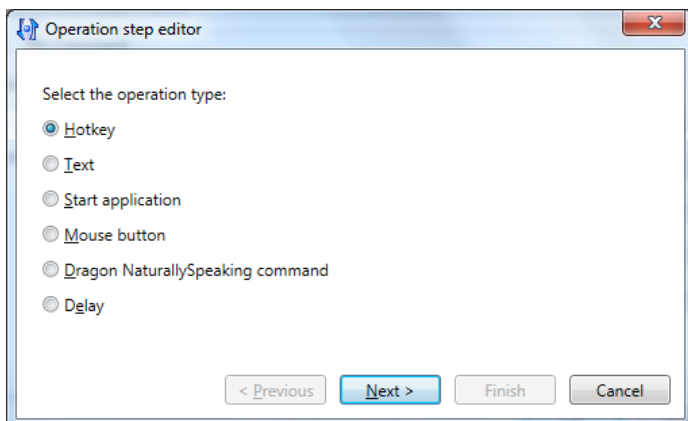 Operation step editor
Select the operation type:
Hotkey
Text
Start application
Mouse button
Dragon NaturallySpeaking command
Delay
< Previous Next > Finish Cancel